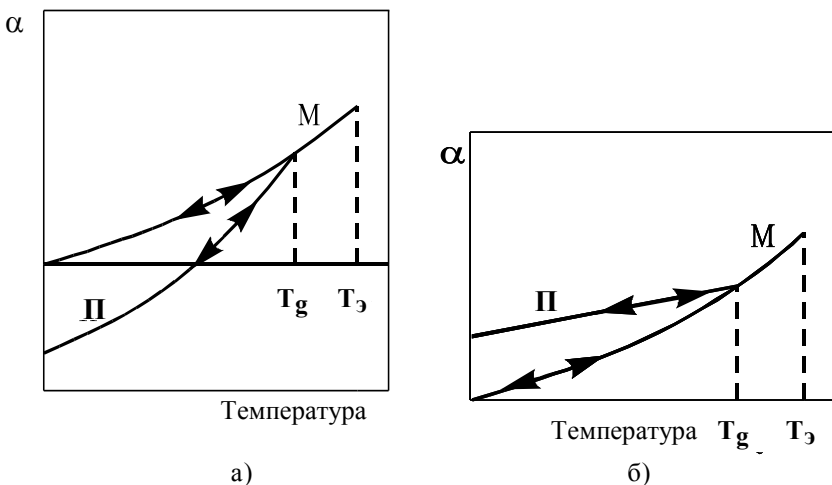 α
М
П
Tg Tэ
Температура
а)
α
М
П
Температура Tg Tэ
б)